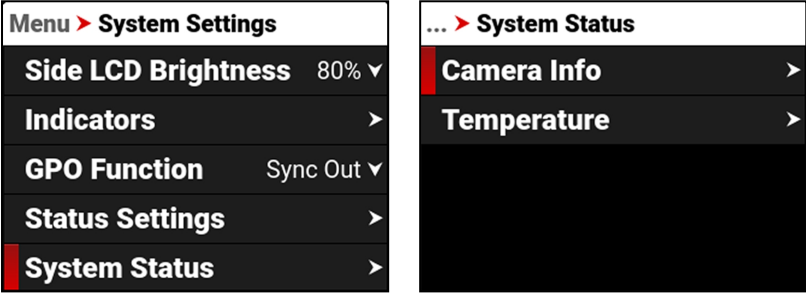 Menu > System Settings
Side LCD Brightness 80%
Indicators
GPO Function Sync Out
Status Settings
System Status
... > System Status
Camera Info
Temperature